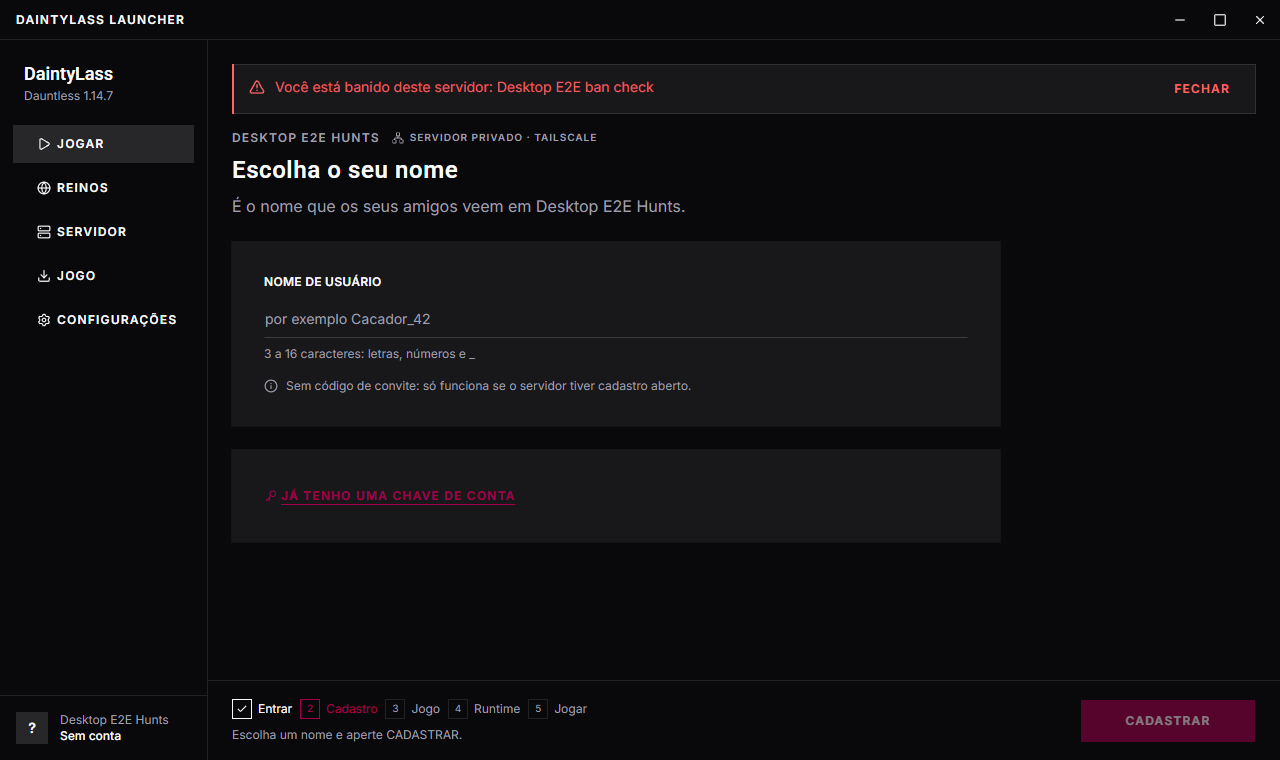 DAINTYLASS LAUNCHER
DaintyLass
Dauntless 1.14.7
JOGAR
REINOS
SERVIDOR
JOGO
CONFIGURAÇÕES
Você está banido deste servidor: Desktop E2E ban check
FECHAR
DESKTOP E2E HUNTS SERVIDOR PRIVADO · TAILSCALE
Escolha o seu nome
É o nome que os seus amigos veem em Desktop E2E Hunts.
NOME DE USUÁRIO
por exemplo Cacador_42
3 a 16 caracteres: letras, números e _
Sem código de convite: só funciona se o servidor tiver cadastro aberto.
JÁ TENHO UMA CHAVE DE CONTA
? Desktop E2E Hunts
Sem conta
Entrar 2 Cadastro 3 Jogo 4 Runtime 5 Jogar
Escolha um nome e aperte CADASTRAR.
CADASTRAR